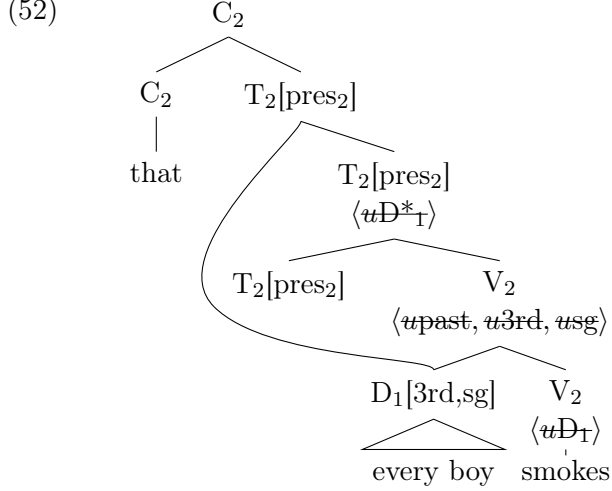 (52)
C₂
C₂ T₂[pres₂]
that
T₂[pres₂]
⟨uD*₁⟩
T₂[pres₂] V₂
⟨upast, u3rd, usg⟩
D₁[3rd,sg] V₂
⟨uD₁⟩
every boy smokes